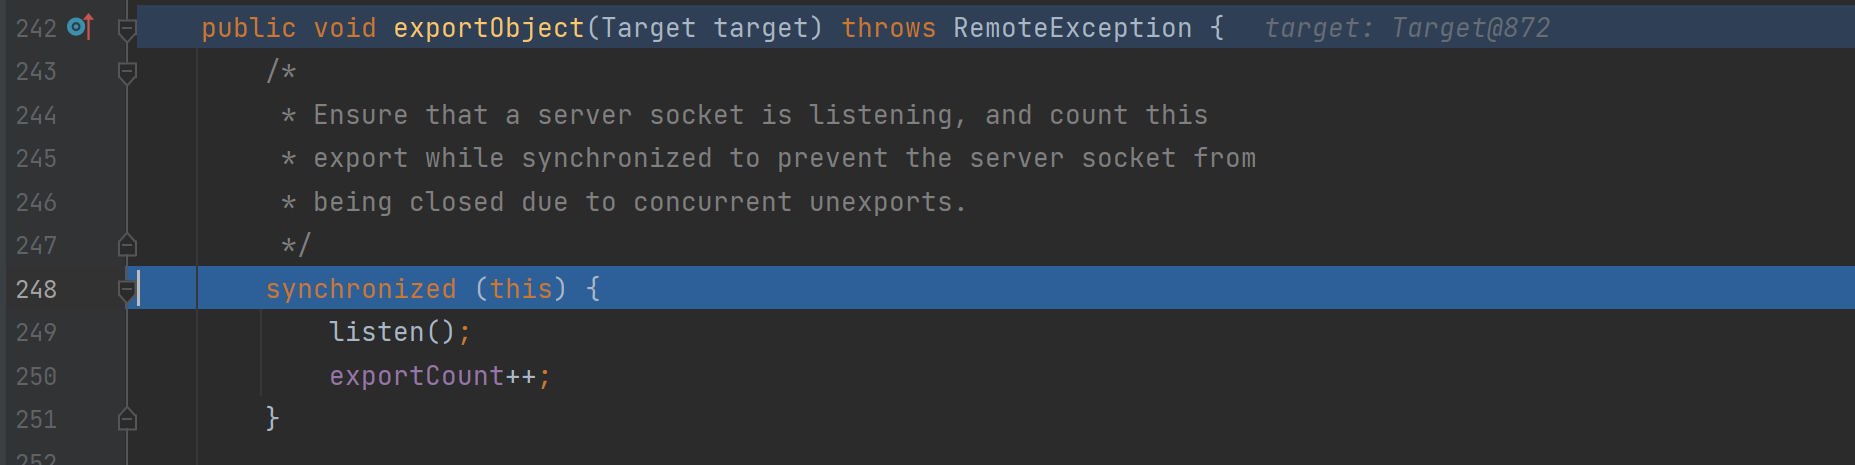 242 public void exportObject(Target target) throws RemoteException { target: Target@872
243 /*
244 * Ensure that a server socket is listening, and count this
245 * export while synchronized to prevent the server socket from
246 * being closed due to concurrent unexports.
247 */
248 synchronized (this) {
249 listen();
250 exportCount++;
251 }
252